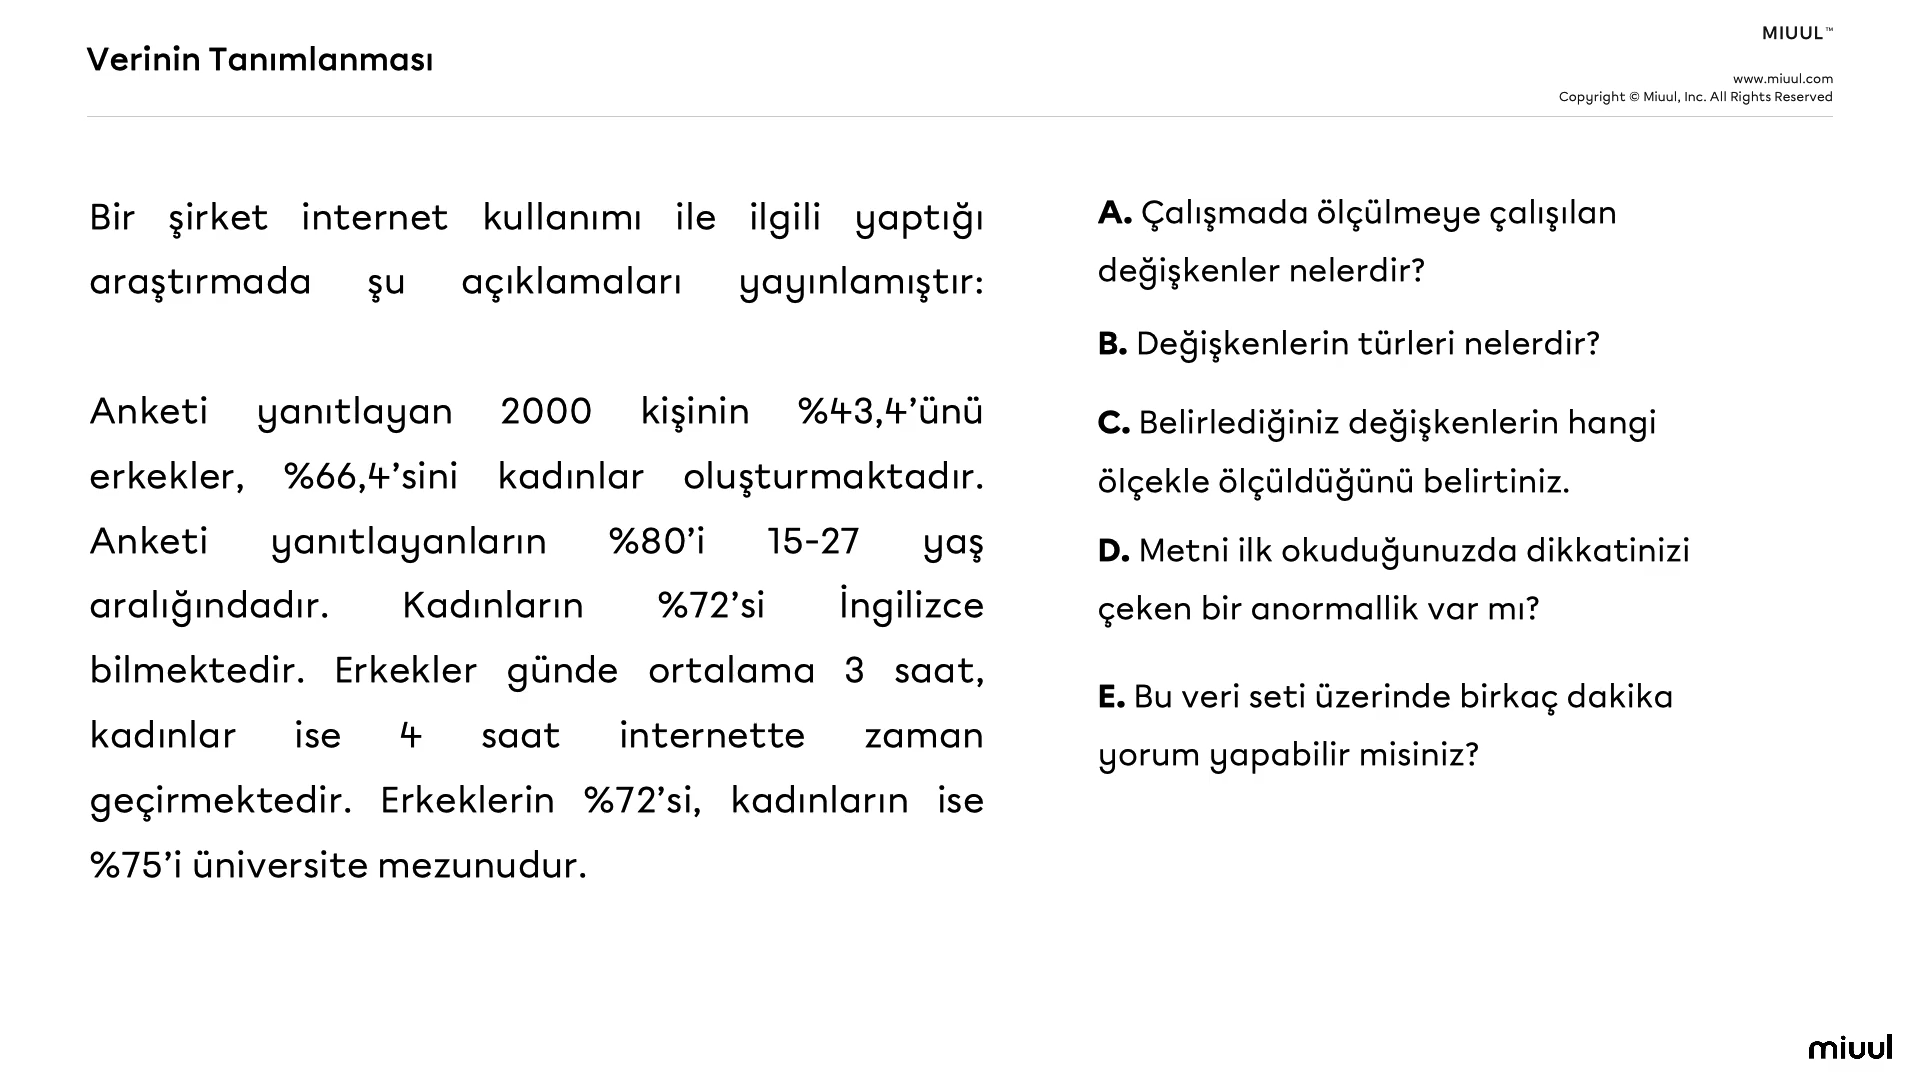 Verinin Tanımlanması
MIUUL™
www.miuul.com
Copyright © Miuul, Inc. All Rights Reserved
Bir şirket internet kullanımı ile ilgili yaptığı
araştırmada şu açıklamaları yayınlamıştır:
Anketi yanıtlayan 2000 kişinin %43,4’ünü
erkekler, %66,4’sini kadınlar oluşturmaktadır.
Anketi yanıtlayanların %80’i 15-27 yaş
aralığındadır. Kadınların %72’si İngilizce
bilmektedir. Erkekler günde ortalama 3 saat,
kadınlar ise 4 saat internette zaman
geçirmektedir. Erkeklerin %72’si, kadınların ise
%75’i üniversite mezunudur.
A. Çalışmada ölçülmeye çalışılan
değişkenler nelerdir?
B. Değişkenlerin türleri nelerdir?
C. Belirlediğiniz değişkenlerin hangi
ölçekle ölçüldüğünü belirtiniz.
D. Metni ilk okuduğunuzda dikkatinizi
çeken bir anormallik var mı?
E. Bu veri seti üzerinde birkaç dakika
yorum yapabilir misiniz?
miuul